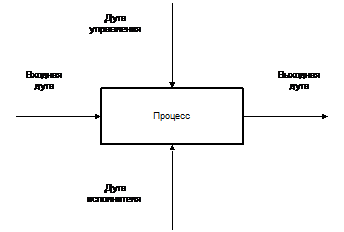 Дуга
управления
Входная
дуга
Выходная
дуга
Процесс
Дуга
исполнителя